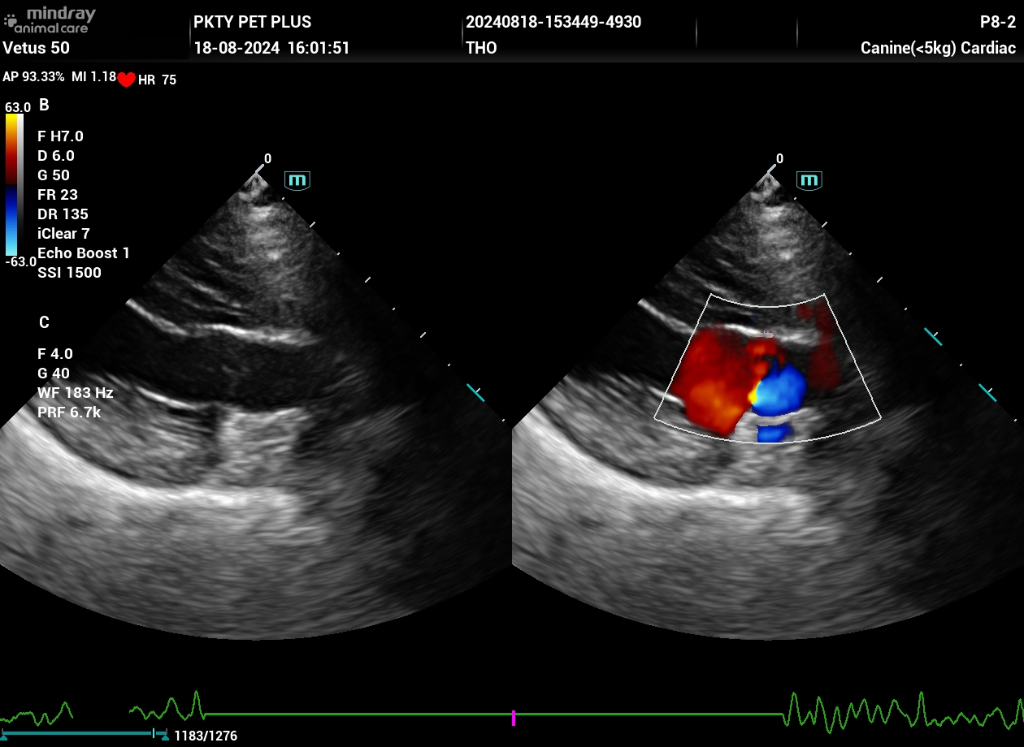 mindray
animalcare
PKTY PET PLUS
20240818-153449-4930
P8-2
Vetus 50
18-08-2024 16:01:51
THO
Canine(<5kg) Cardiac
AP 93.33% MI 1.18 HR 75
B
63.0
F H7.0
D 6.0
G 50
FR 23
DR 135
iClear 7
Echo Boost 1
-63.0
SSI 1500
C
F 4.0
G 40
WF 183 Hz
PRF 6.7k
0
m
0
m
1183/1276